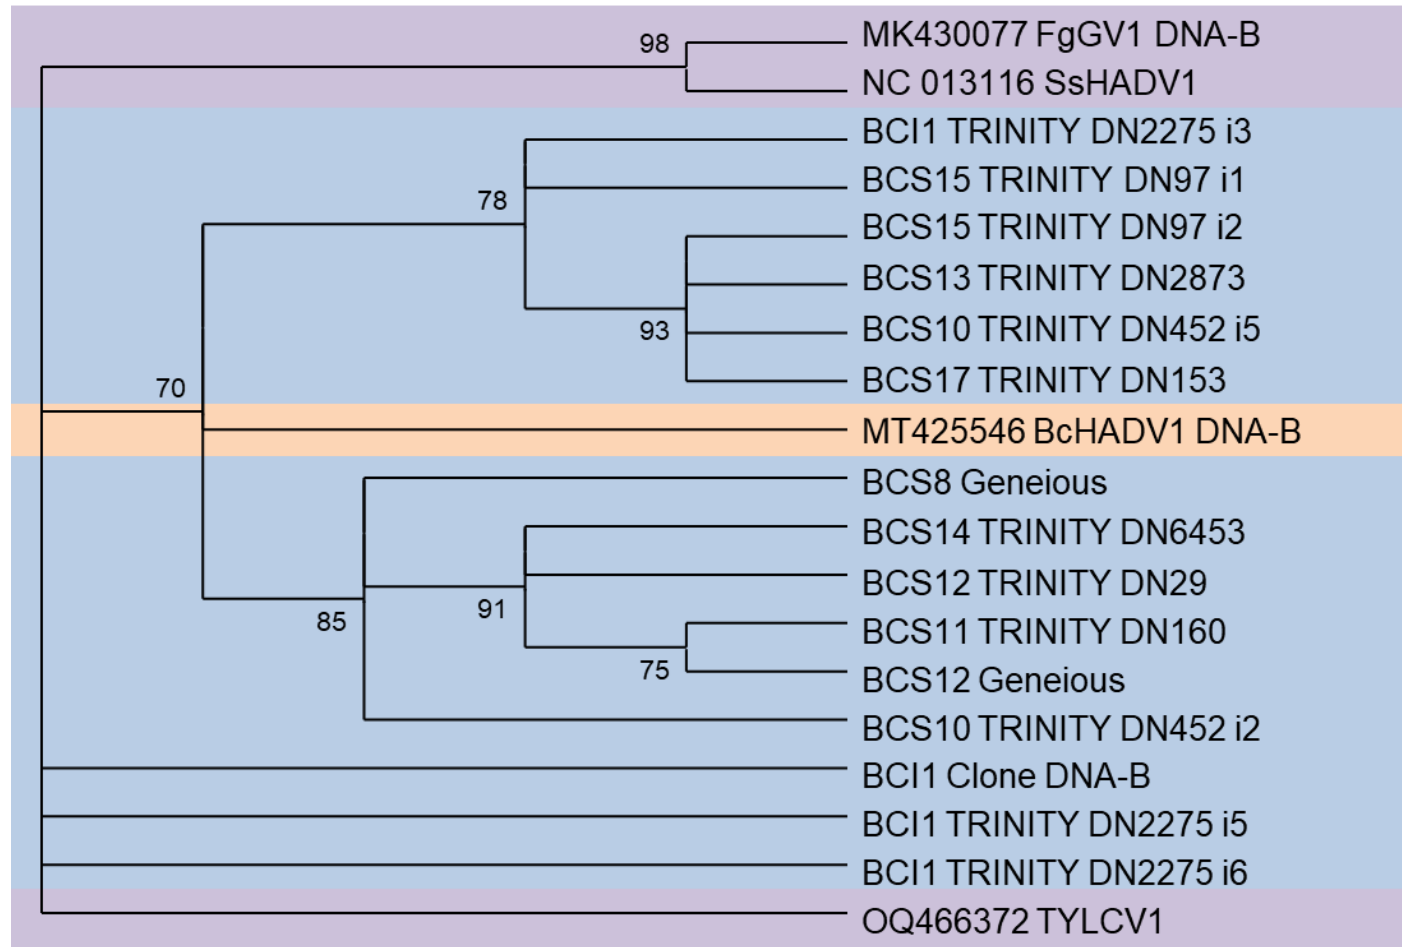 98
MK430077 FgGV1 DNA-B
NC 013116 SsHADV1
BCI1 TRINITY DN2275 i3
78
BCS15 TRINITY DN97 i1
BCS15 TRINITY DN97 i2
BCS13 TRINITY DN2873
93
BCS10 TRINITY DN452 i5
BCS17 TRINITY DN153
70
MT425546 BcHADV1 DNA-B
BCS8 Geneious
BCS14 TRINITY DN6453
BCS12 TRINITY DN29
85
91
BCS11 TRINITY DN160
75
BCS12 Geneious
BCS10 TRINITY DN452 i2
BCI1 Clone DNA-B
BCI1 TRINITY DN2275 i5
BCI1 TRINITY DN2275 i6
OQ466372 TYLCV1